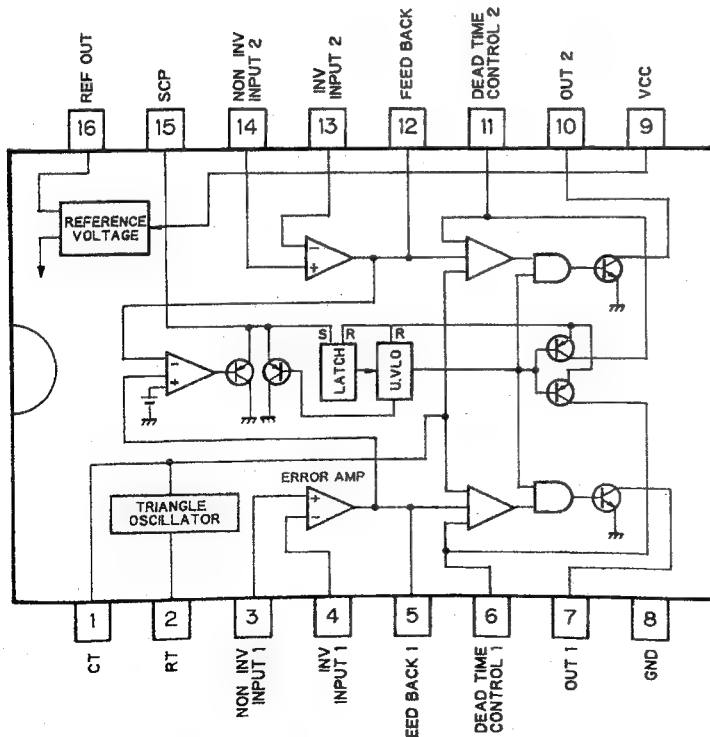 REF OUT
SCP
NON INV
INPUT 2
INV
INPUT 2
FEED BACK
DEAD TIME
CONTROL 2
OUT 2
VCC
16
15
14
13
12
11
10
9
REFERENCE
VOLTAGE
-
+
S
R
R
LATCH
U.VLO
-
+
ERROR AMP
TRIANGLE
OSCILLATOR
+
-
1
2
3
4
5
6
7
8
CT
RT
NON INV
INPUT 1
INV
INPUT 1
EED BACK 1
DEAD TIME
CONTROL 1
OUT 1
GND